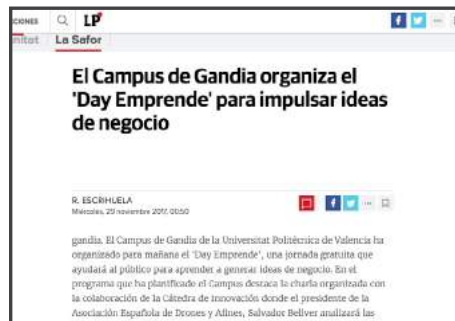 CIONES LP
nitat La Safor
El Campus de Gandia organiza el
'Day Emprende' para impulsar ideas
de negocio
R. ESCRIHUELA
Miércoles, 29 noviembre 2017, 00:50
gandia. El Campus de Gandia de la Universitat Politècnica de Valencia ha
organizado para mañana el 'Day Emprende', una jornada gratuita que
ayudará al público para aprender a generar ideas de negocio. En el
programa que ha planificado el Campus destaca la charla organizada con
la colaboración de la Cátedra de Innovación donde el presidente de la
Asociación Española de Drones y Afines, Salvador Bellver analizará las